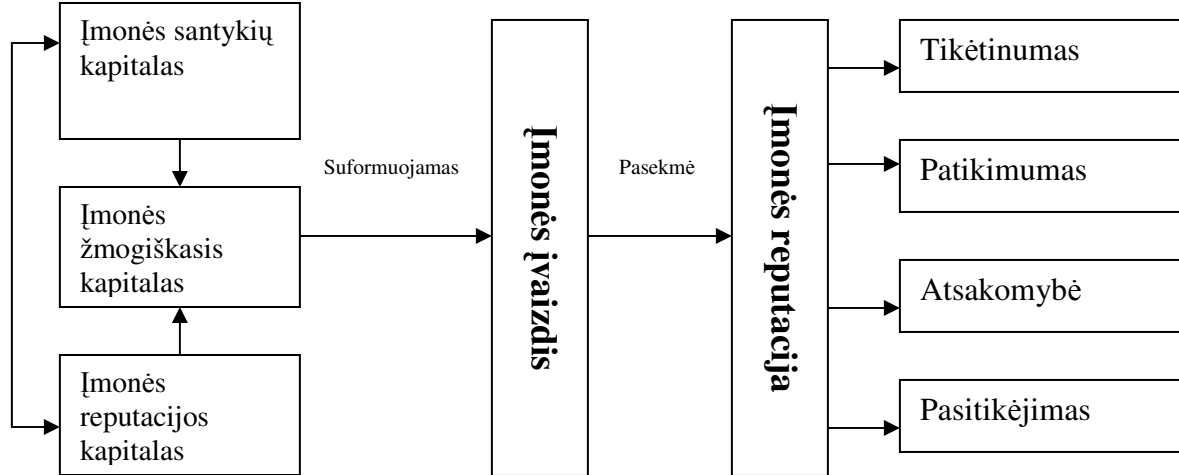 Įmonės santykių
kapitalas
Įmonės
žmogiškasis
kapitalas
Įmonės
reputacijos
kapitalas
Suformuojamas
Įmonės įvaizdis
Pasekmė
Įmonės reputacija
Tikėtinumas
Patikimumas
Atsakomybė
Pasitikėjimas